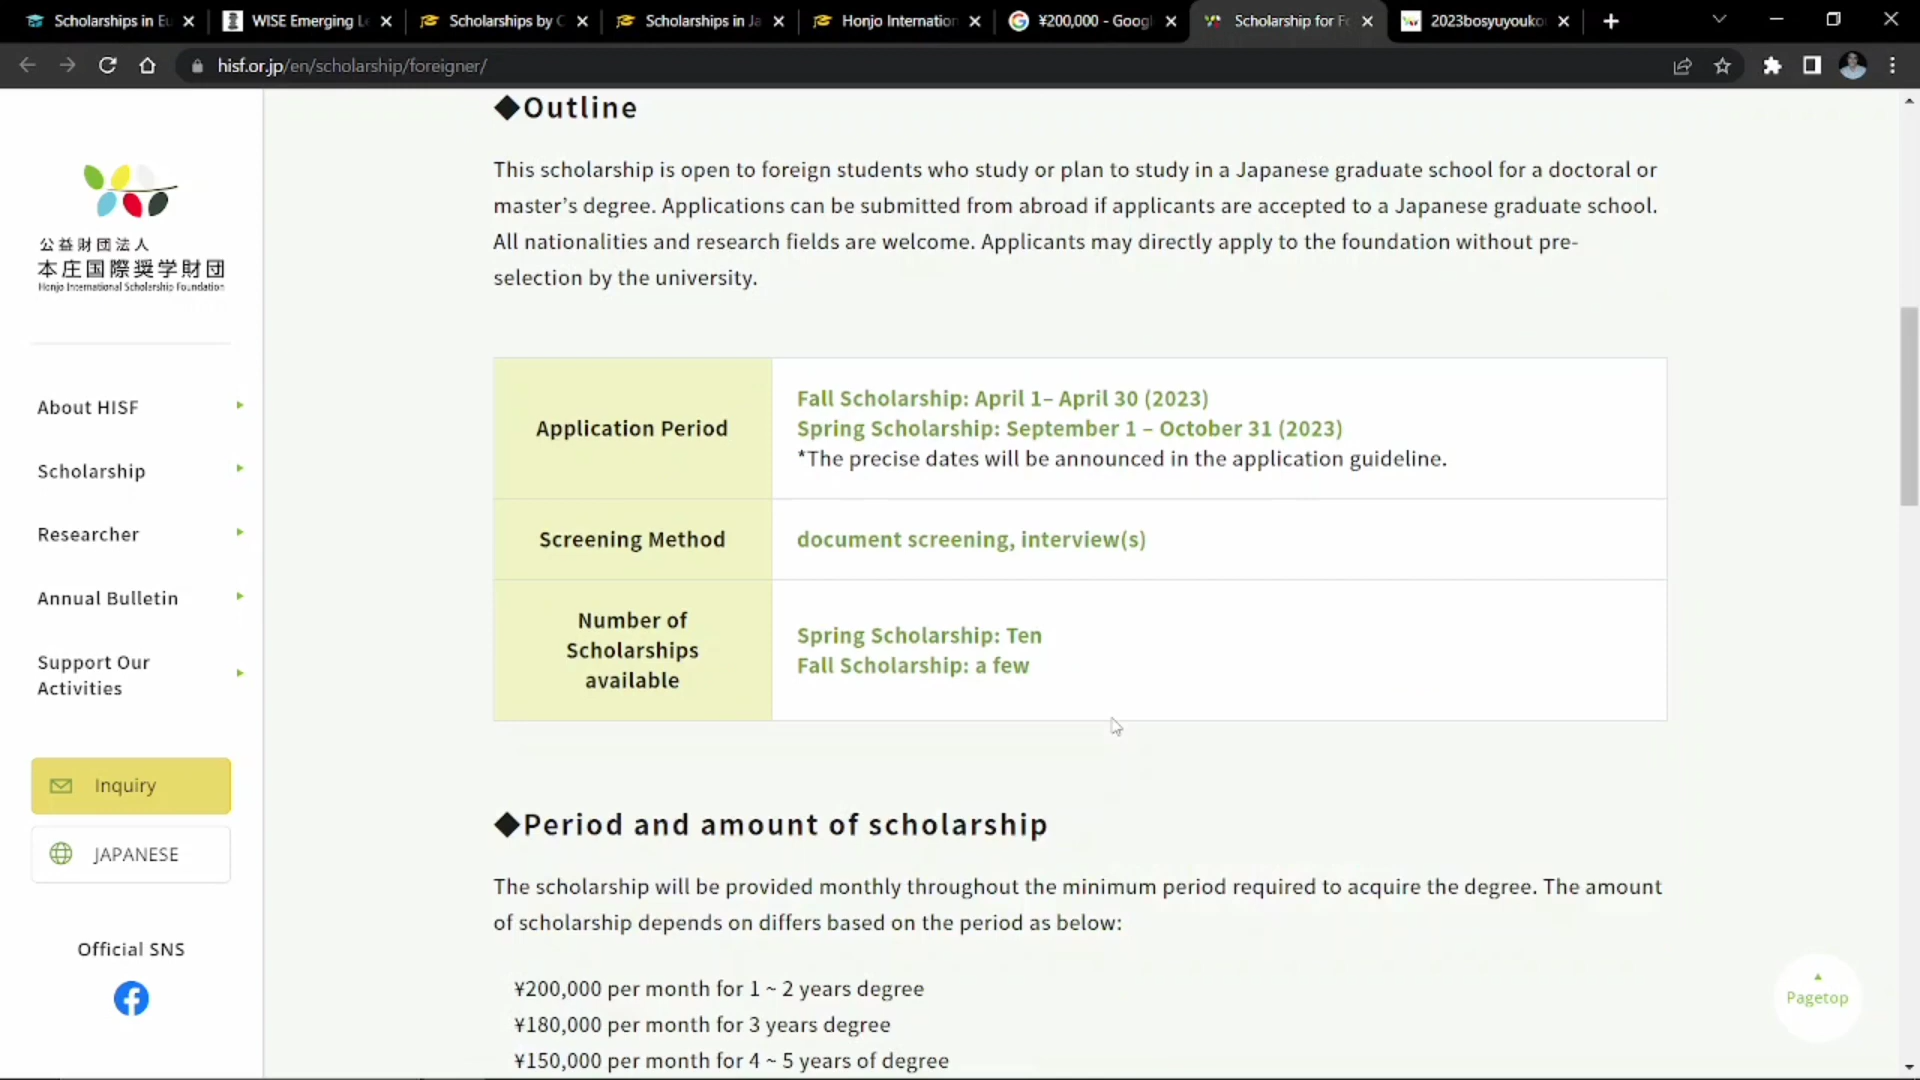 Scholarships in Eu
WISE Emerging Le
Scholarships by C
Scholarships in Ja
Honjo Internation
¥200,000 - Googl
Scholarship for Fo
2023bosyuyouko
hisf.or.jp/en/scholarship/foreigner/
公益財団法人
本庄国際奨学財団
Honjo International Scholarship Foundation
About HISF
Scholarship
Researcher
Annual Bulletin
Support Our
Activities
Inquiry
JAPANESE
Official SNS
◆Outline
This scholarship is open to foreign students who study or plan to study in a Japanese graduate school for a doctoral or
master’s degree. Applications can be submitted from abroad if applicants are accepted to a Japanese graduate school.
All nationalities and research fields are welcome. Applicants may directly apply to the foundation without pre-
selection by the university.
Application Period
Fall Scholarship: April 1– April 30 (2023)
Spring Scholarship: September 1 – October 31 (2023)
*The precise dates will be announced in the application guideline.
Screening Method
document screening, interview(s)
Number of
Scholarships
available
Spring Scholarship: Ten
Fall Scholarship: a few
◆Period and amount of scholarship
The scholarship will be provided monthly throughout the minimum period required to acquire the degree. The amount
of scholarship depends on differs based on the period as below:
¥200,000 per month for 1 ~ 2 years degree
¥180,000 per month for 3 years degree
¥150,000 per month for 4 ~ 5 years of degree
Pagetop